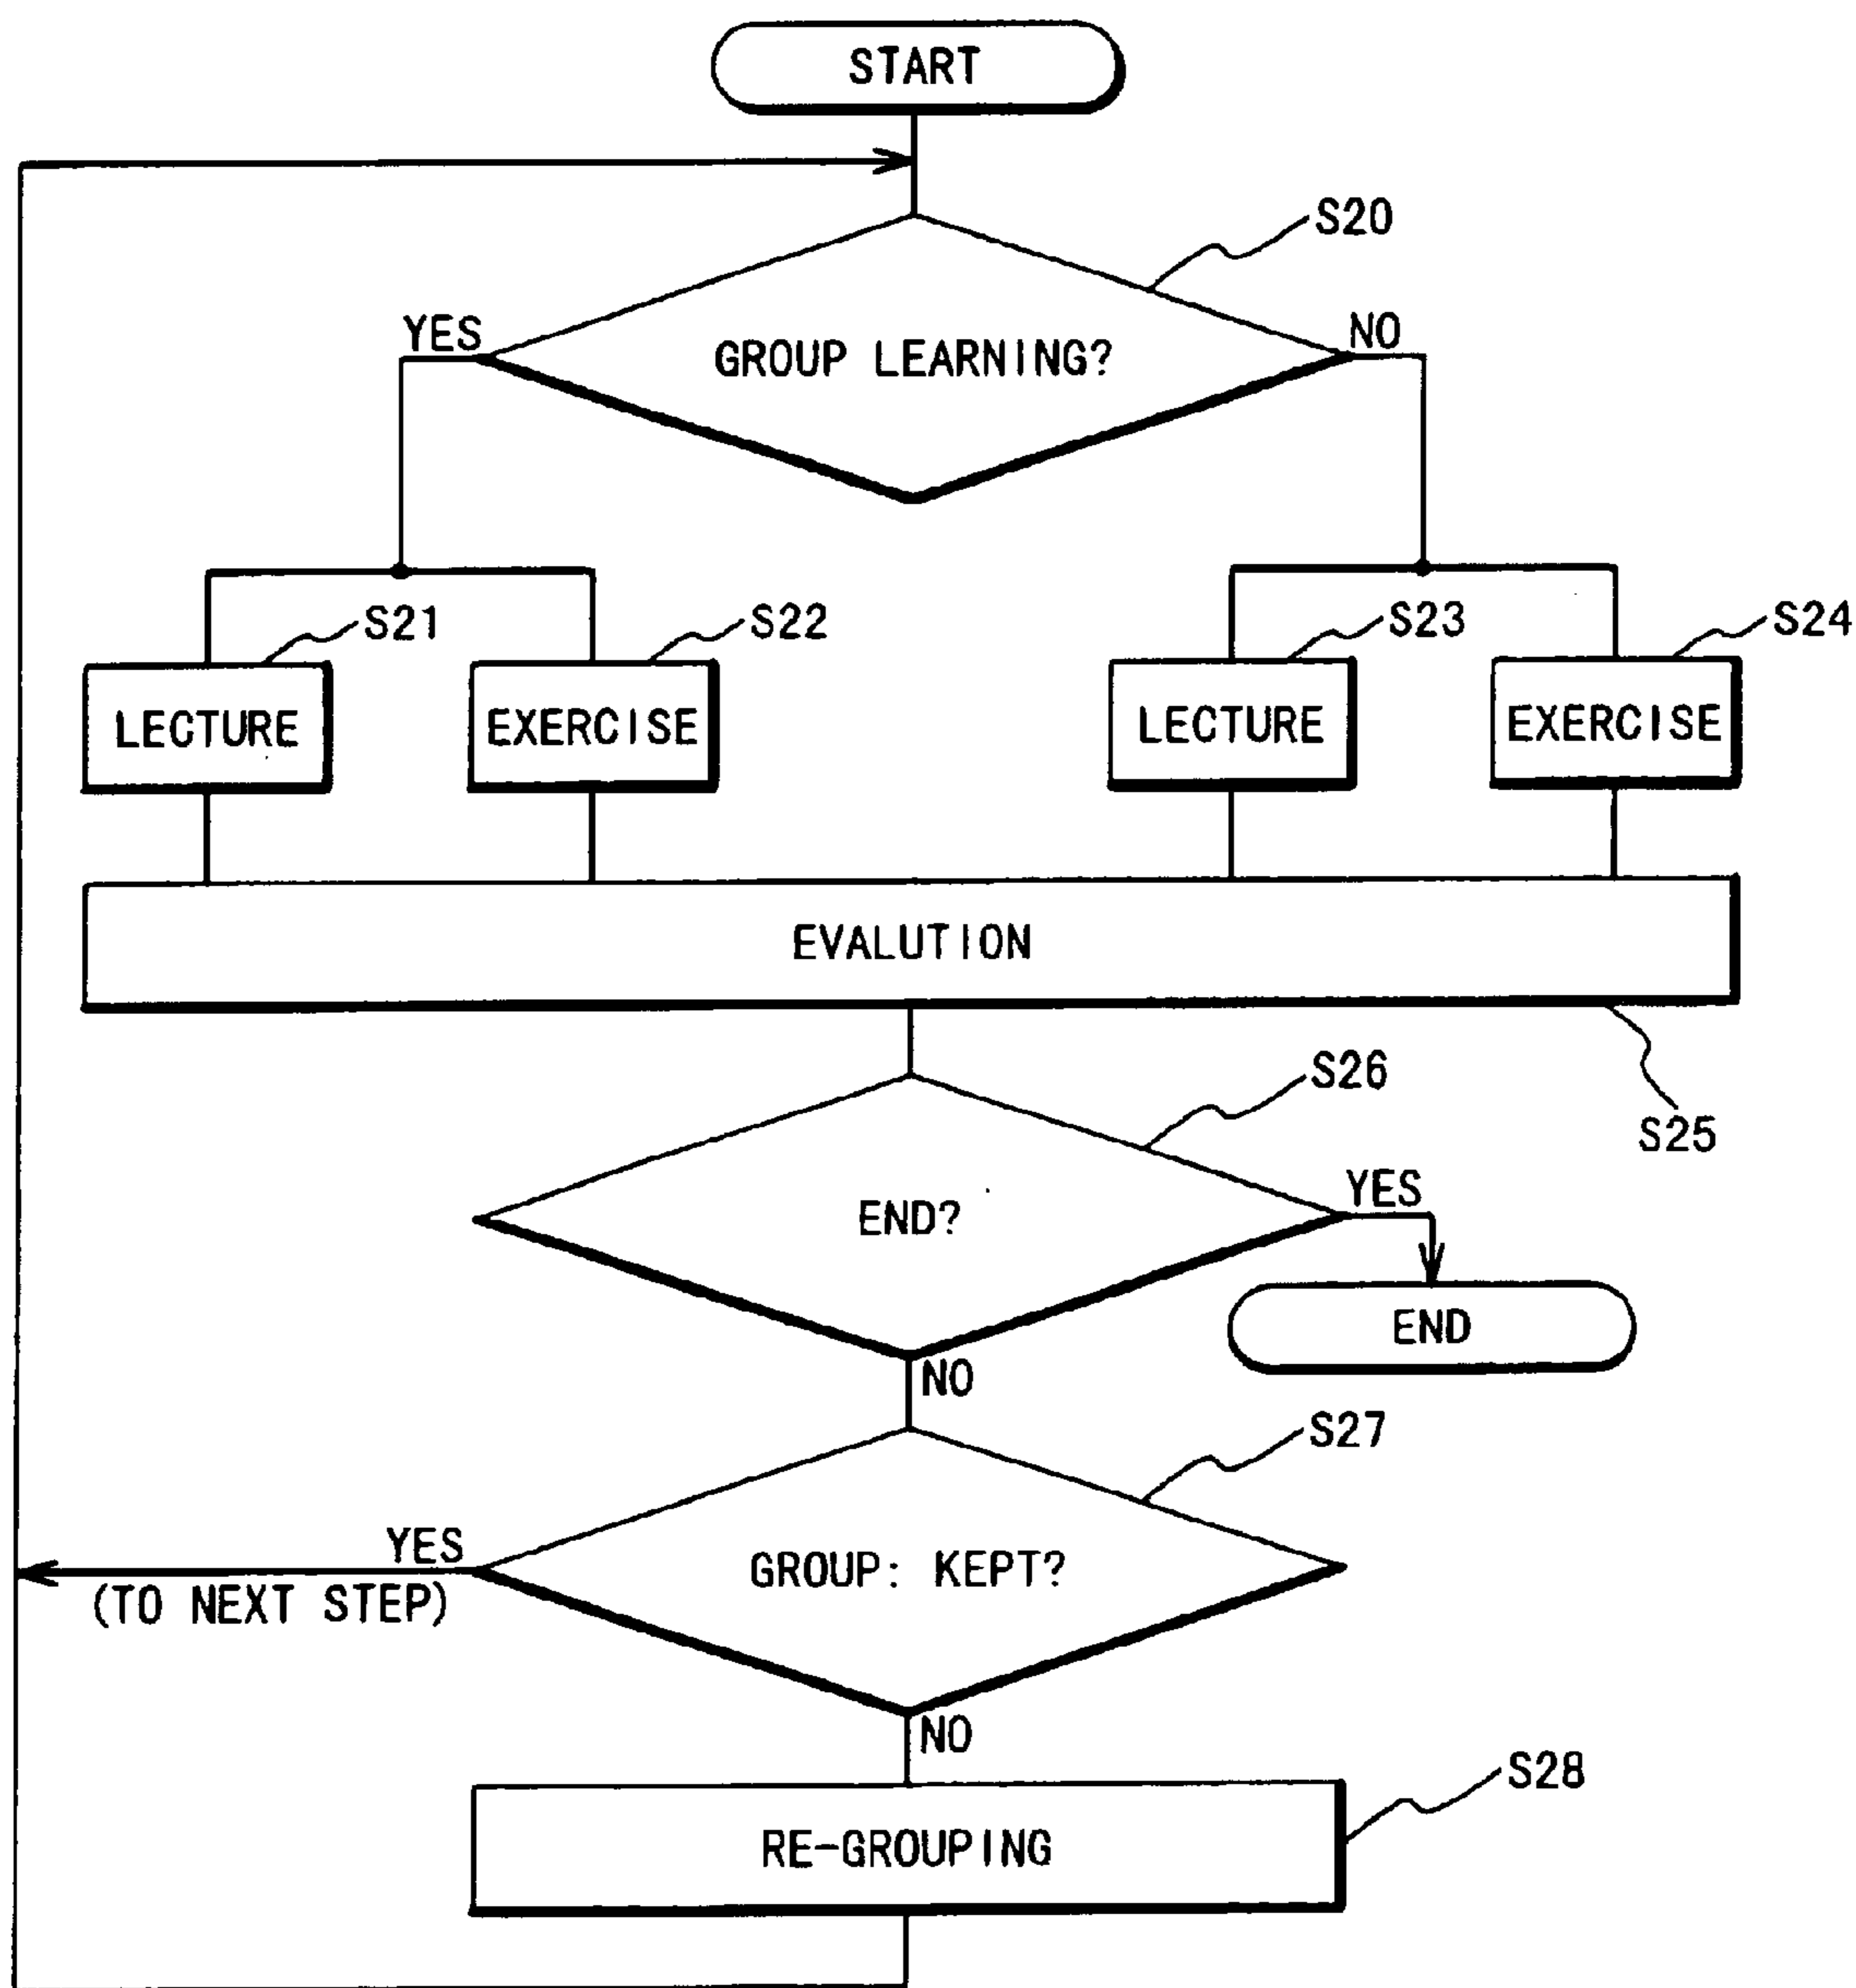 START
S20
YES
NO
GROUP LEARNING?
S21
S22
S23
S24
LECTURE
EXERCISE
LECTURE
EXERCISE
EVALUTION
S26
S25
YES
END?
END
NO
S27
YES
GROUP: KEPT?
(TO NEXT STEP)
NO
S28
RE-GROUPING